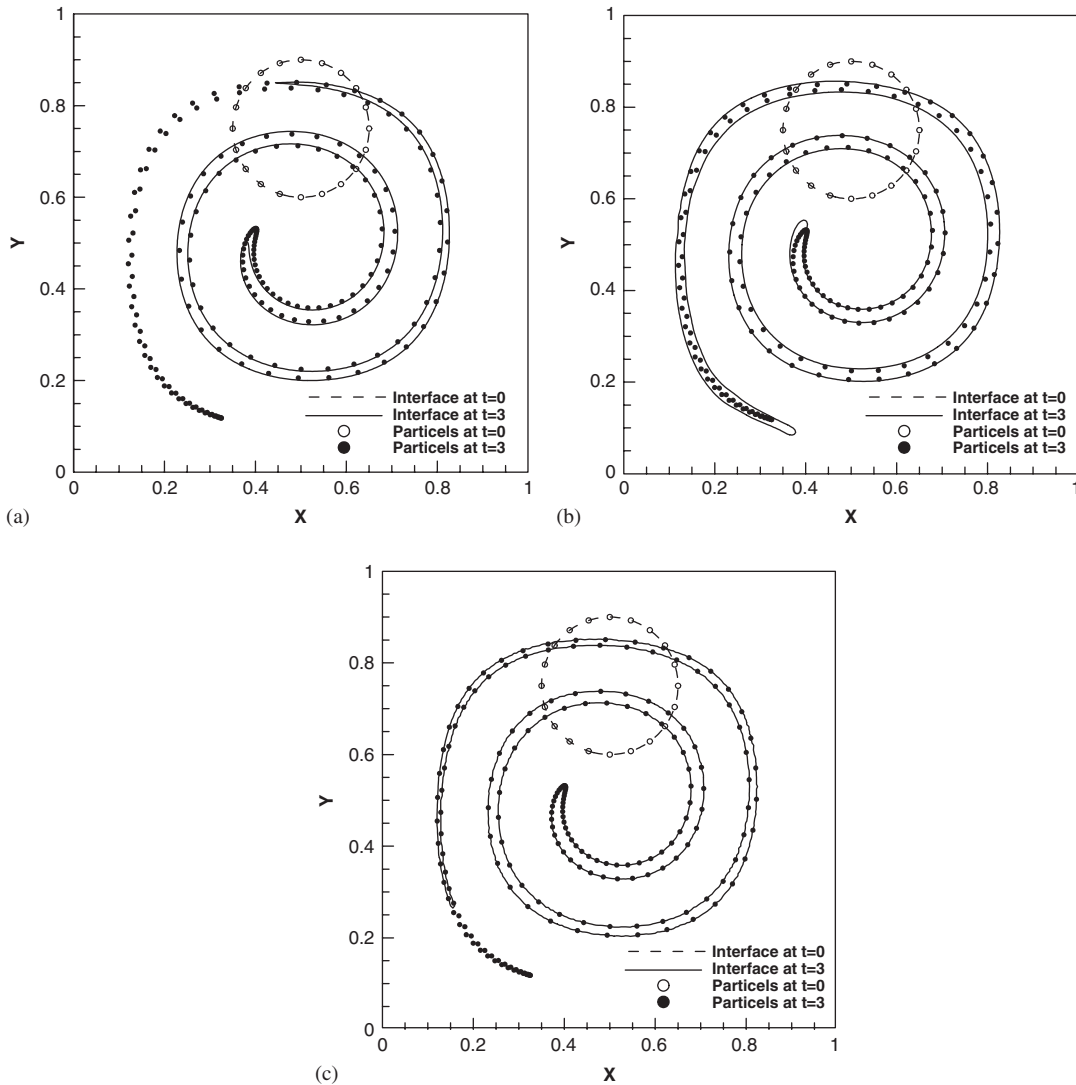 1
0.8
0.6
Y
0.4
0.2
0
0 0.2 0.4 0.6 0.8 1
X
Interface at t=0
Interface at t=3
Particels at t=0
Particels at t=3
(a)
1
0.8
0.6
Y
0.4
0.2
0
0 0.2 0.4 0.6 0.8 1
X
Interface at t=0
Interface at t=3
Particels at t=0
Particels at t=3
(b)
1
0.8
0.6
Y
0.4
0.2
0
0 0.2 0.4 0.6 0.8 1
X
Interface at t=0
Interface at t=3
Particels at t=0
Particels at t=3
(c)